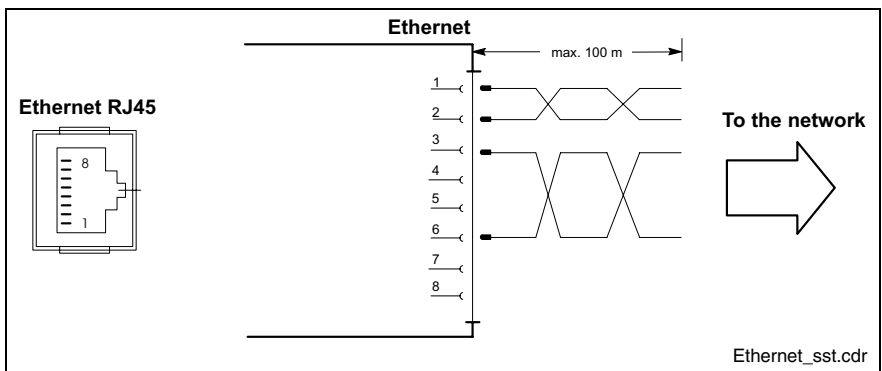 Ethernet
max. 100 m
Ethernet RJ45
8
1
1
2
3
4
5
6
7
8
To the network
Ethernet_sst.cdr